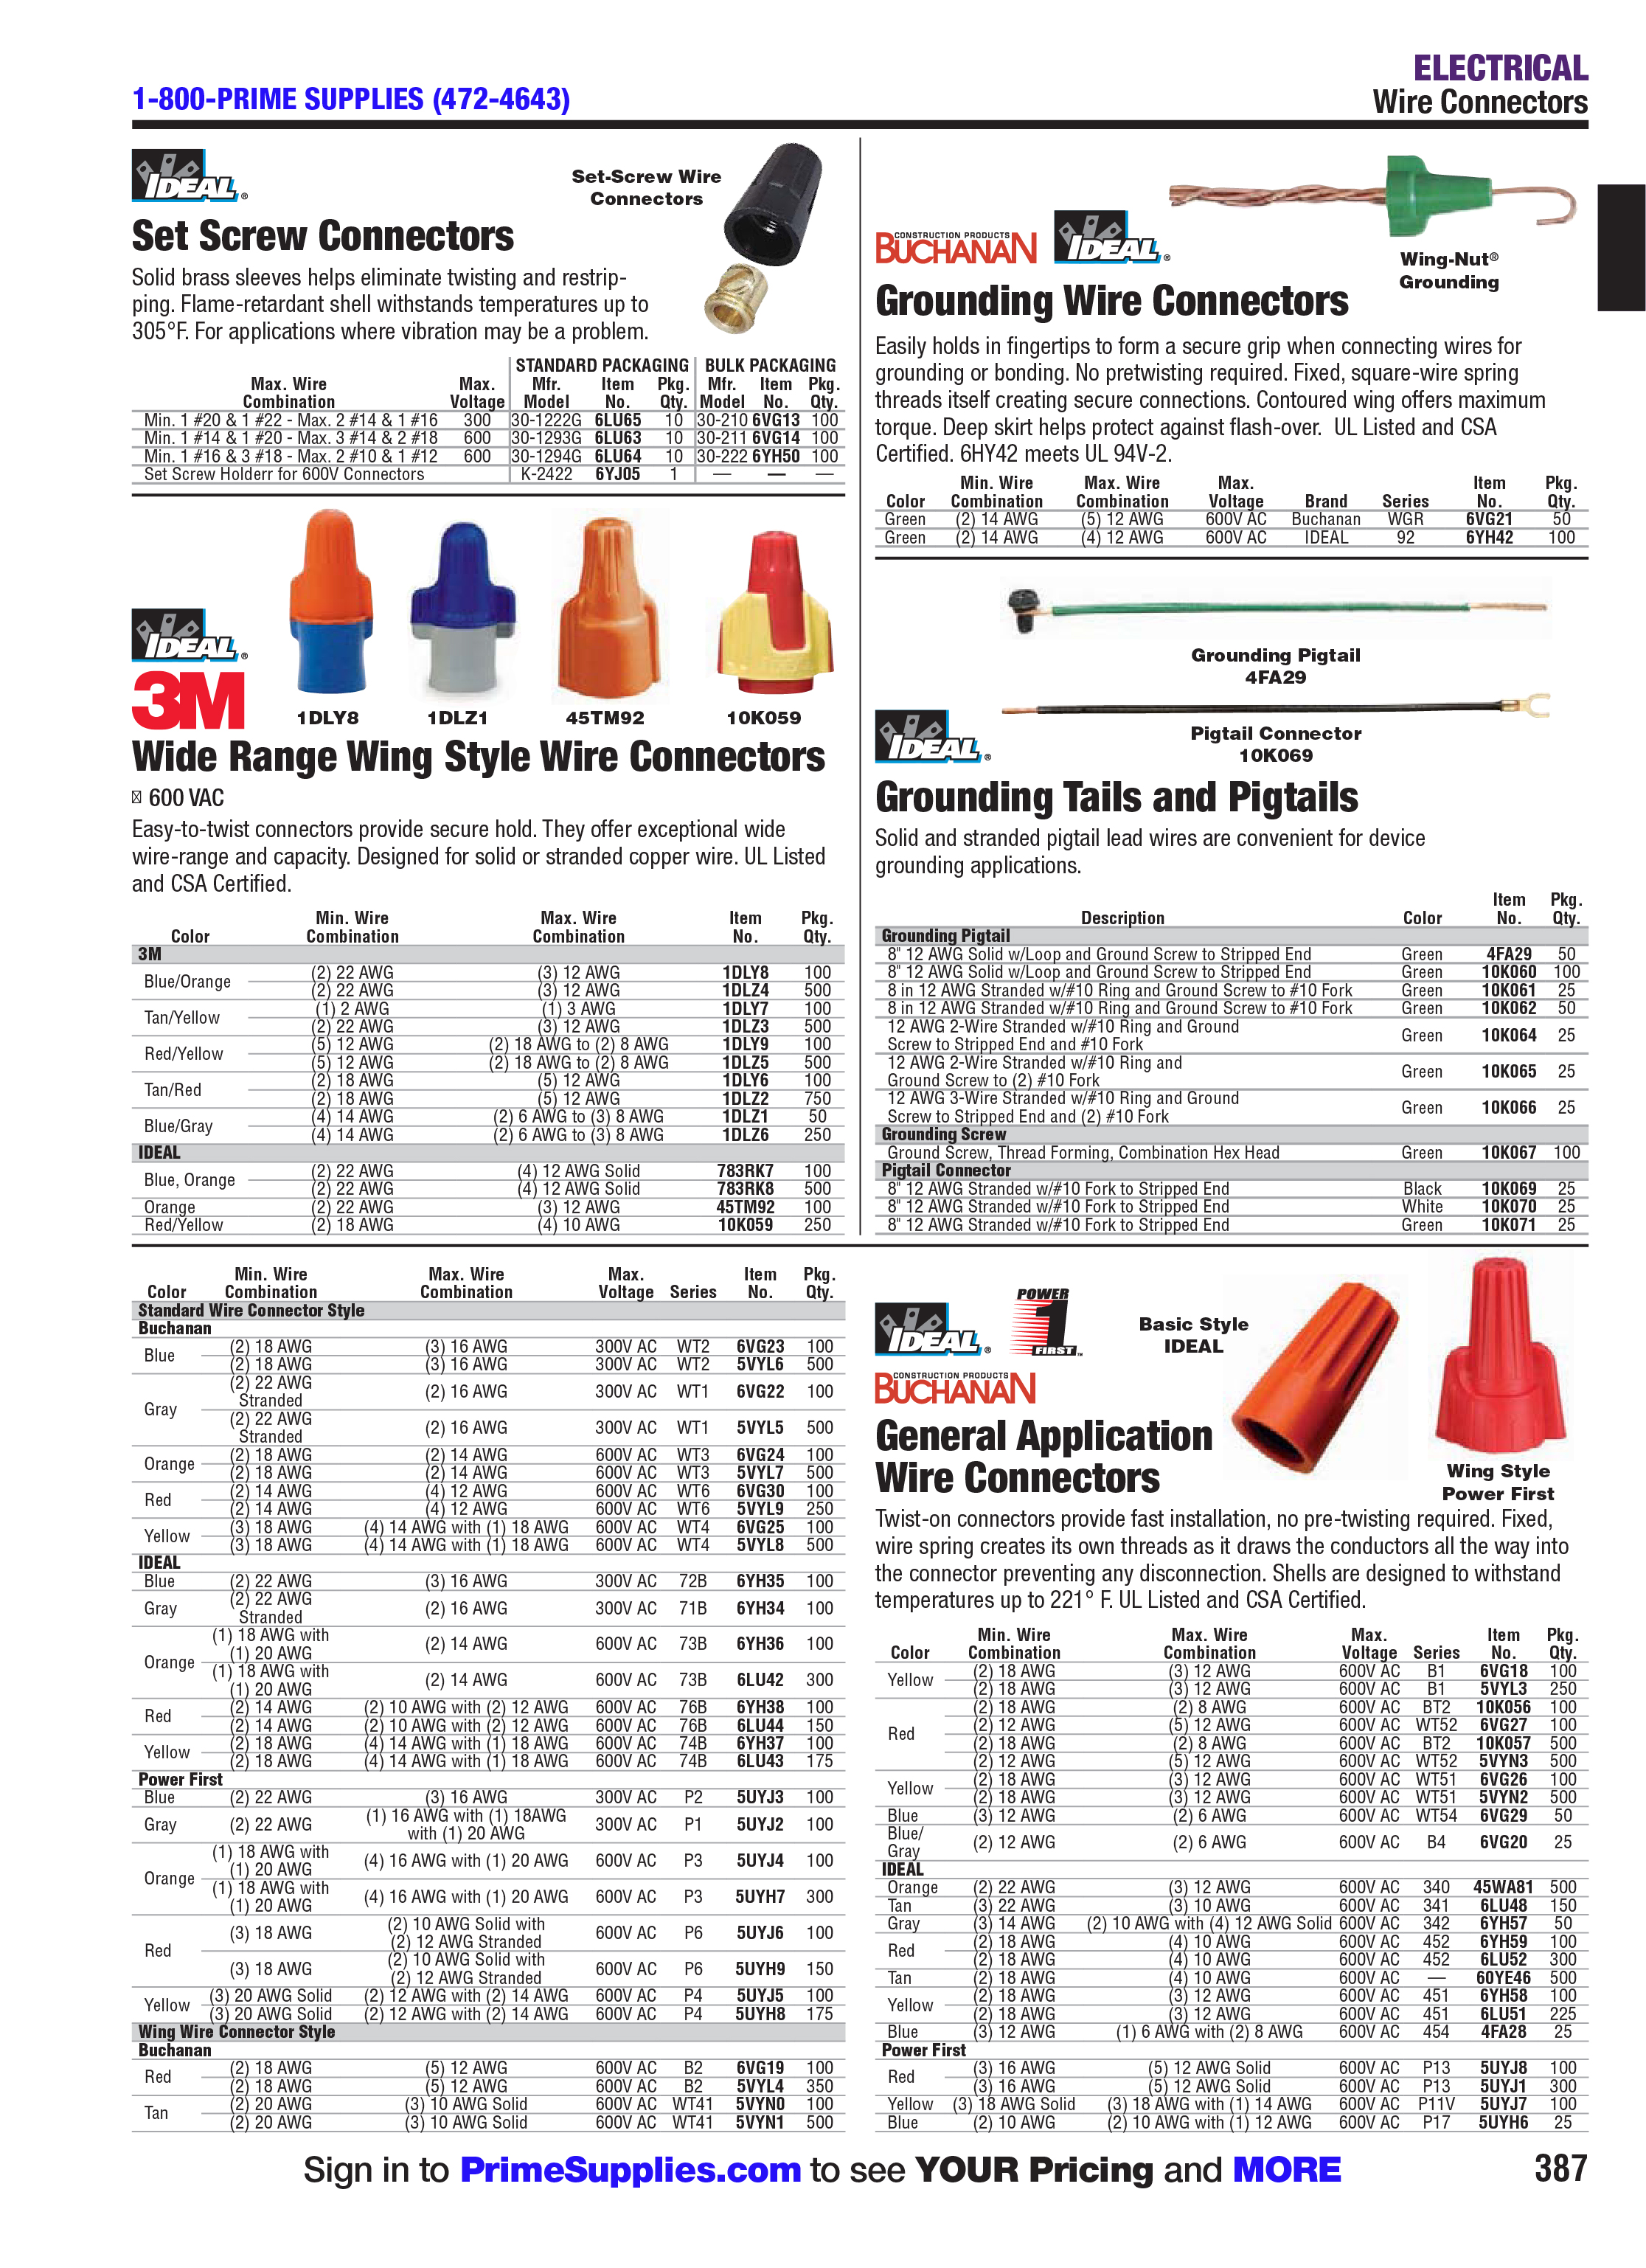 ELECTRICAL
1-800-PRIME SUPPLIES (472-4643)
Wire Connectors
IDEAL®
Set-Screw Wire
Connectors
Set Screw Connectors
Solid brass sleeves helps eliminate twisting and restrip-
ping. Flame-retardant shell withstands temperatures up to
305°F. For applications where vibration may be a problem.
STANDARD PACKAGING BULK PACKAGING
Max. Wire Max. Mfr. Item Pkg. Mfr. Item Pkg.
Combination Voltage Model No. Qty. Model No. Qty.
Min. 1 #20 & 1 #22 - Max. 2 #14 & 1 #16 300 30-1222G 6LU65 10 30-210 6VG13 100
Min. 1 #14 & 1 #20 - Max. 3 #14 & 2 #18 600 30-1293G 6LU63 10 30-211 6VG14 100
Min. 1 #16 & 3 #18 - Max. 2 #10 & 1 #12 600 30-1294G 6LU64 10 30-222 6YH50 100
Set Screw Holderr for 600V Connectors K-2422 6YJ05 1 — — —
IDEAL®
3M
1DLY8 1DLZ1 45TM92 10K059
Wide Range Wing Style Wire Connectors
600 VAC
Easy-to-twist connectors provide secure hold. They offer exceptional wide
wire-range and capacity. Designed for solid or stranded copper wire. UL Listed
and CSA Certified.
Min. Wire Max. Wire Item Pkg.
Color Combination Combination No. Qty.
3M
Blue/Orange (2) 22 AWG (3) 12 AWG 1DLY8 100
(2) 22 AWG (3) 12 AWG 1DLZ4 500
Tan/Yellow (1) 2 AWG (1) 3 AWG 1DLY7 100
(2) 22 AWG (3) 12 AWG 1DLZ3 500
Red/Yellow (5) 12 AWG (2) 18 AWG to (2) 8 AWG 1DLY9 100
(5) 12 AWG (2) 18 AWG to (2) 8 AWG 1DLZ5 500
Tan/Red (2) 18 AWG (5) 12 AWG 1DLY6 100
(2) 18 AWG (5) 12 AWG 1DLZ2 750
Blue/Gray (4) 14 AWG (2) 6 AWG to (3) 8 AWG 1DLZ1 50
(4) 14 AWG (2) 6 AWG to (3) 8 AWG 1DLZ6 250
IDEAL
Blue, Orange (2) 22 AWG (4) 12 AWG Solid 783RK7 100
(2) 22 AWG (4) 12 AWG Solid 783RK8 500
Orange (2) 22 AWG (3) 12 AWG 45TM92 100
Red/Yellow (2) 18 AWG (4) 10 AWG 10K059 250
CONSTRUCTION PRODUCTS
BUCHANAN IDEAL®
Wing-Nut®
Grounding
Grounding Wire Connectors
Easily holds in fingertips to form a secure grip when connecting wires for
grounding or bonding. No pretwisting required. Fixed, square-wire spring
threads itself creating secure connections. Contoured wing offers maximum
torque. Deep skirt helps protect against flash-over. UL Listed and CSA
Certified. 6HY42 meets UL 94V-2.
Min. Wire Max. Wire Max. Item Pkg.
Color Combination Combination Voltage Brand Series No. Qty.
Green (2) 14 AWG (5) 12 AWG 600V AC Buchanan WGR 6VG21 50
Green (2) 14 AWG (4) 12 AWG 600V AC IDEAL 92 6YH42 100
Grounding Pigtail
4FA29
IDEAL®
Pigtail Connector
10K069
Grounding Tails and Pigtails
Solid and stranded pigtail lead wires are convenient for device
grounding applications.
Item Pkg.
Description Color No. Qty.
Grounding Pigtail
8" 12 AWG Solid w/Loop and Ground Screw to Stripped End Green 4FA29 50
8" 12 AWG Solid w/Loop and Ground Screw to Stripped End Green 10K060 100
8 in 12 AWG Stranded w/#10 Ring and Ground Screw to #10 Fork Green 10K061 25
8 in 12 AWG Stranded w/#10 Ring and Ground Screw to #10 Fork Green 10K062 50
12 AWG 2-Wire Stranded w/#10 Ring and Ground
Screw to Stripped End and #10 Fork Green 10K064 25
12 AWG 2-Wire Stranded w/#10 Ring and
Ground Screw to (2) #10 Fork Green 10K065 25
12 AWG 3-Wire Stranded w/#10 Ring and Ground
Screw to Stripped End and (2) #10 Fork Green 10K066 25
Grounding Screw
Ground Screw, Thread Forming, Combination Hex Head Green 10K067 100
Pigtail Connector
8" 12 AWG Stranded w/#10 Fork to Stripped End Black 10K069 25
8" 12 AWG Stranded w/#10 Fork to Stripped End White 10K070 25
8" 12 AWG Stranded w/#10 Fork to Stripped End Green 10K071 25
Min. Wire Max. Wire Max. Item Pkg.
Color Combination Combination Voltage Series No. Qty.
Standard Wire Connector Style
Buchanan
Blue (2) 18 AWG (3) 16 AWG 300V AC WT2 6VG23 100
(2) 18 AWG (3) 16 AWG 300V AC WT2 5VYL6 500
Gray (2) 22 AWG
Stranded (2) 16 AWG 300V AC WT1 6VG22 100
(2) 22 AWG
Stranded (2) 16 AWG 300V AC WT1 5VYL5 500
Orange (2) 18 AWG (2) 14 AWG 600V AC WT3 6VG24 100
(2) 18 AWG (2) 14 AWG 600V AC WT3 5VYL7 500
Red (2) 14 AWG (4) 12 AWG 600V AC WT6 6VG30 100
(2) 14 AWG (4) 12 AWG 600V AC WT6 5VYL9 250
Yellow (3) 18 AWG (4) 14 AWG with (1) 18 AWG 600V AC WT4 6VG25 100
(3) 18 AWG (4) 14 AWG with (1) 18 AWG 600V AC WT4 5VYL8 500
IDEAL
Blue (2) 22 AWG (3) 16 AWG 300V AC 72B 6YH35 100
Gray (2) 22 AWG
Stranded (2) 16 AWG 300V AC 71B 6YH34 100
Orange (1) 18 AWG with
(1) 20 AWG (2) 14 AWG 600V AC 73B 6YH36 100
(1) 18 AWG with
(1) 20 AWG (2) 14 AWG 600V AC 73B 6LU42 300
Red (2) 14 AWG (2) 10 AWG with (2) 12 AWG 600V AC 76B 6YH38 100
(2) 14 AWG (2) 10 AWG with (2) 12 AWG 600V AC 76B 6LU44 150
Yellow (2) 18 AWG (4) 14 AWG with (1) 18 AWG 600V AC 74B 6YH37 100
(2) 18 AWG (4) 14 AWG with (1) 18 AWG 600V AC 74B 6LU43 175
Power First
Blue (2) 22 AWG (3) 16 AWG 300V AC P2 5UYJ3 100
Gray (2) 22 AWG (1) 16 AWG with (1) 18AWG
with (1) 20 AWG 300V AC P1 5UYJ2 100
Orange (1) 18 AWG with
(1) 20 AWG (4) 16 AWG with (1) 20 AWG 600V AC P3 5UYJ4 100
(1) 18 AWG with
(1) 20 AWG (4) 16 AWG with (1) 20 AWG 600V AC P3 5UYH7 300
Red (3) 18 AWG (2) 10 AWG Solid with
(2) 12 AWG Stranded 600V AC P6 5UYJ6 100
(3) 18 AWG (2) 10 AWG Solid with
(2) 12 AWG Stranded 600V AC P6 5UYH9 150
Yellow (3) 20 AWG Solid (2) 12 AWG with (2) 14 AWG 600V AC P4 5UYJ5 100
(3) 20 AWG Solid (2) 12 AWG with (2) 14 AWG 600V AC P4 5UYH8 175
Wing Wire Connector Style
Buchanan
Red (2) 18 AWG (5) 12 AWG 600V AC B2 6VG19 100
(2) 18 AWG (5) 12 AWG 600V AC B2 5VYL4 350
Tan (2) 20 AWG (3) 10 AWG Solid 600V AC WT41 5VYN0 100
(2) 20 AWG (3) 10 AWG Solid 600V AC WT41 5VYN1 500
IDEAL® POWER 1 FIRST™
CONSTRUCTION PRODUCTS
BUCHANAN
Basic Style
IDEAL
Wing Style
Power First
General Application
Wire Connectors
Twist-on connectors provide fast installation, no pre-twisting required. Fixed,
wire spring creates its own threads as it draws the conductors all the way into
the connector preventing any disconnection. Shells are designed to withstand
temperatures up to 221° F. UL Listed and CSA Certified.
Min. Wire Max. Wire Max. Item Pkg.
Color Combination Combination Voltage Series No. Qty.
Yellow (2) 18 AWG (3) 12 AWG 600V AC B1 6VG18 100
(2) 18 AWG (3) 12 AWG 600V AC B1 5VYL3 250
Red (2) 18 AWG (2) 8 AWG 600V AC BT2 10K056 100
(2) 12 AWG (5) 12 AWG 600V AC WT52 6VG27 100
(2) 18 AWG (2) 8 AWG 600V AC BT2 10K057 500
(2) 12 AWG (5) 12 AWG 600V AC WT52 5VYN3 500
Yellow (2) 18 AWG (3) 12 AWG 600V AC WT51 6VG26 100
(2) 18 AWG (3) 12 AWG 600V AC WT51 5VYN2 500
Blue (3) 12 AWG (2) 6 AWG 600V AC WT54 6VG29 50
Blue/
Gray (2) 12 AWG (2) 6 AWG 600V AC B4 6VG20 25
IDEAL
Orange (2) 22 AWG (3) 12 AWG 600V AC 340 45WA81 500
Tan (3) 22 AWG (3) 10 AWG 600V AC 341 6LU48 150
Gray (3) 14 AWG (2) 10 AWG with (4) 12 AWG Solid 600V AC 342 6YH57 50
Red (2) 18 AWG (4) 10 AWG 600V AC 452 6YH59 100
(2) 18 AWG (4) 10 AWG 600V AC 452 6LU52 300
Tan (2) 18 AWG (4) 10 AWG 600V AC — 60YE46 500
Yellow (2) 18 AWG (3) 12 AWG 600V AC 451 6YH58 100
(2) 18 AWG (3) 12 AWG 600V AC 451 6LU51 225
Blue (3) 12 AWG (1) 6 AWG with (2) 8 AWG 600V AC 454 4FA28 25
Power First
Red (3) 16 AWG (5) 12 AWG Solid 600V AC P13 5UYJ8 100
(3) 16 AWG (5) 12 AWG Solid 600V AC P13 5UYJ1 300
Yellow (3) 18 AWG Solid (3) 18 AWG with (1) 14 AWG 600V AC P11V 5UYJ7 100
Blue (2) 10 AWG (2) 10 AWG with (1) 12 AWG 600V AC P17 5UYH6 25
Sign in to PrimeSupplies.com to see YOUR Pricing and MORE
387